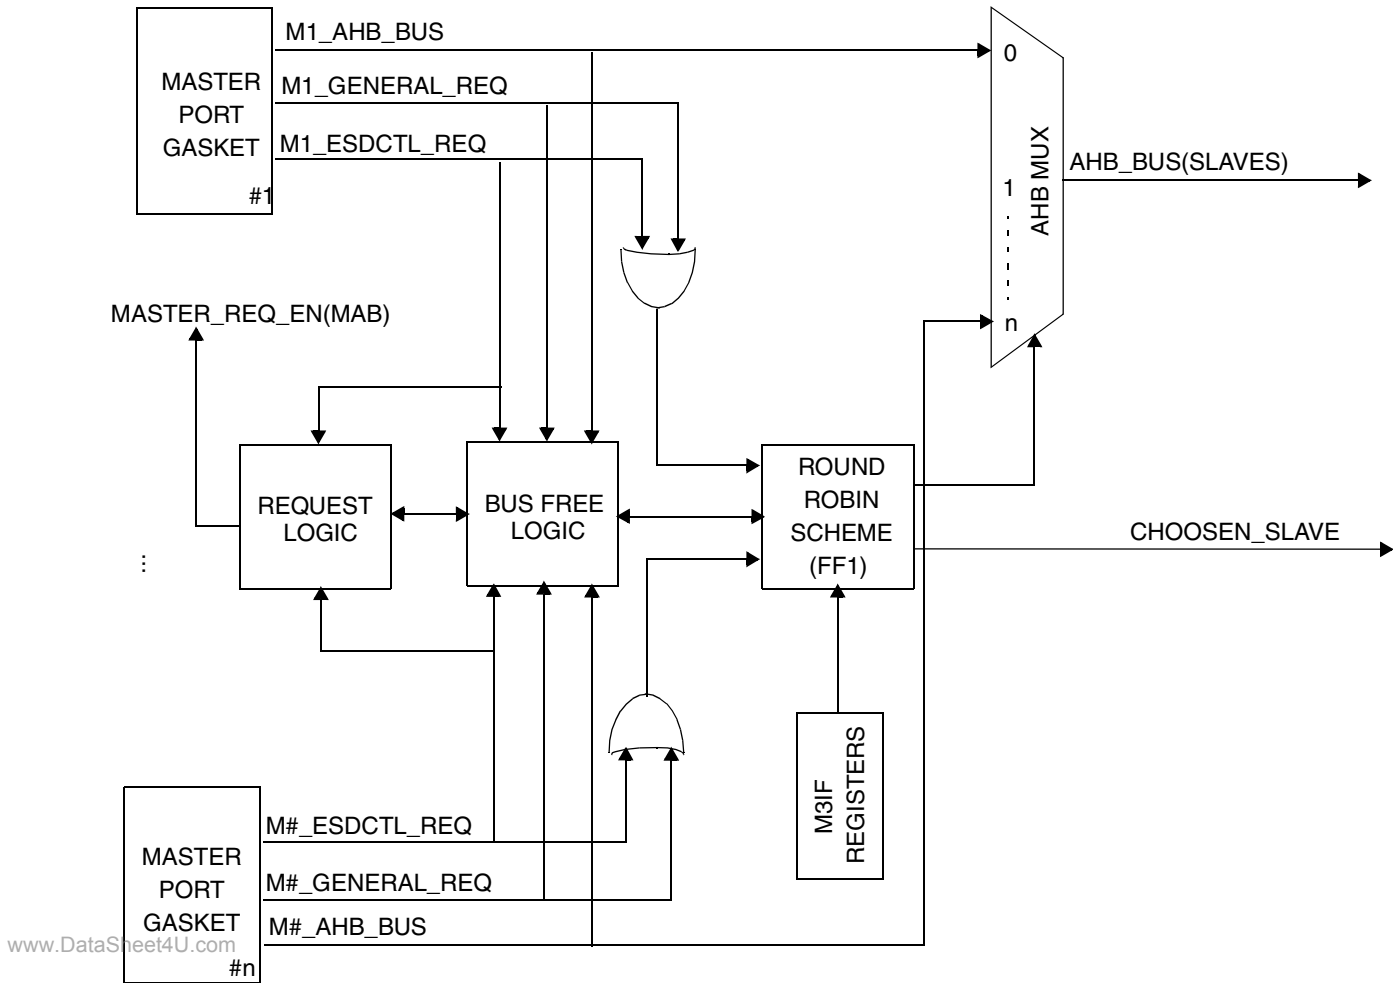 M1_AHB_BUS
M1_GENERAL_REQ
M1_ESDCTL_REQ
MASTER
PORT
GASKET
#1
0
1
n
AHB MUX
AHB_BUS(SLAVES)
MASTER_REQ_EN(MAB)
REQUEST
LOGIC
BUS FREE
LOGIC
ROUND
ROBIN
SCHEME
(FF1)
CHOOSEN_SLAVE
M3IF
REGISTERS
M#_ESDCTL_REQ
M#_GENERAL_REQ
M#_AHB_BUS
MASTER
PORT
GASKET
#n
www.DataSheet4U.com